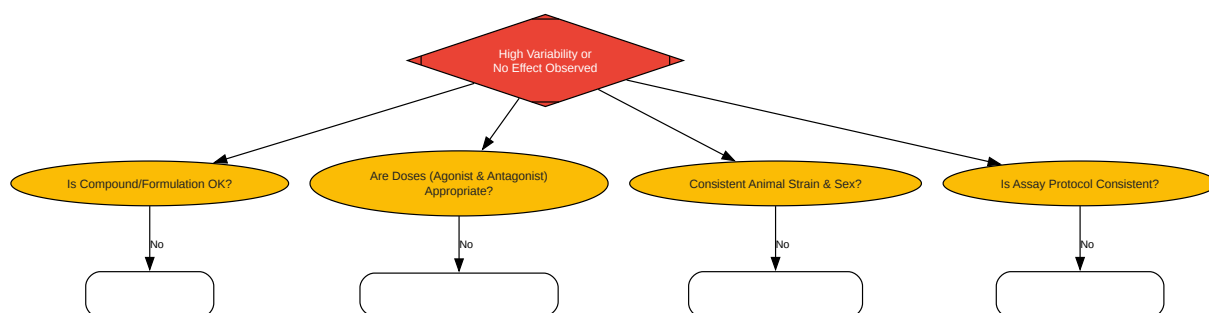 High Variability or
No Effect Observed
Is Compound/Formulation OK?
Are Doses (Agonist & Antagonist)
Appropriate?
Consistent Animal Strain & Sex?
Is Assay Protocol Consistent?
No
No
No
No